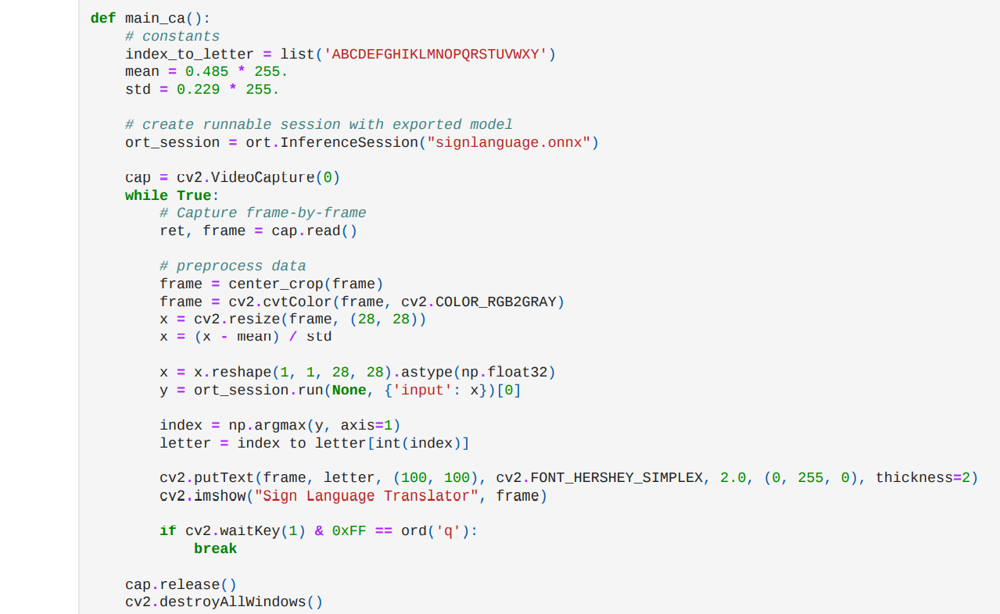 def main_ca():
    # constants
    index_to_letter = list('ABCDEFGHIKLMNOPQRSTUVWXY')
    mean = 0.485 * 255.
    std = 0.229 * 255.

    # create runnable session with exported model
    ort_session = ort.InferenceSession("signlanguage.onnx")

    cap = cv2.VideoCapture(0)
    while True:
        # Capture frame-by-frame
        ret, frame = cap.read()

        # preprocess data
        frame = center_crop(frame)
        frame = cv2.cvtColor(frame, cv2.COLOR_RGB2GRAY)
        x = cv2.resize(frame, (28, 28))
        x = (x - mean) / std

        x = x.reshape(1, 1, 28, 28).astype(np.float32)
        y = ort_session.run(None, {'input': x})[0]

        index = np.argmax(y, axis=1)
        letter = index to letter[int(index)]

        cv2.putText(frame, letter, (100, 100), cv2.FONT_HERSHEY_SIMPLEX, 2.0, (0, 255, 0), thickness=2)
        cv2.imshow("Sign Language Translator", frame)

        if cv2.waitKey(1) & 0xFF == ord('q'):
            break

    cap.release()
    cv2.destroyAllWindows()